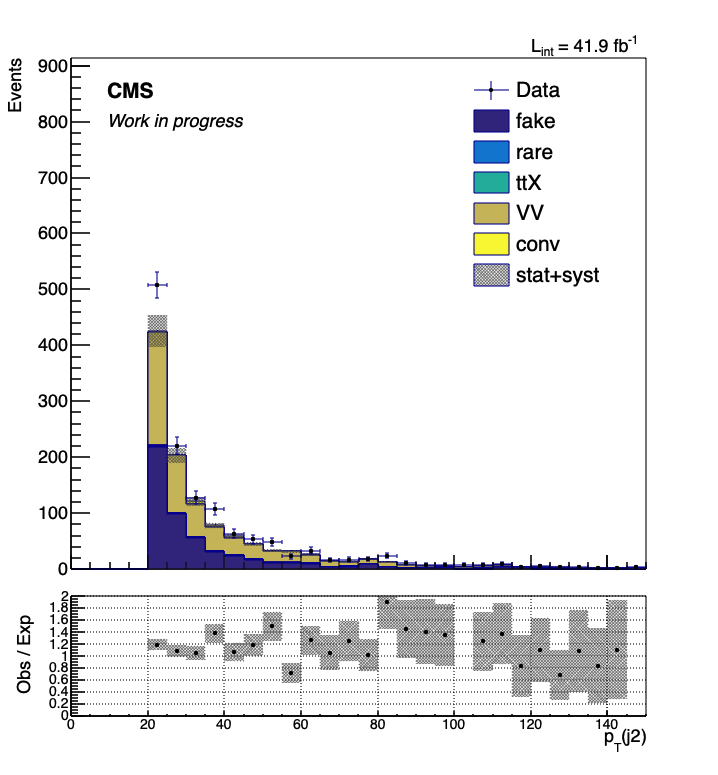 L_int = 41.9 fb^-1
Events
900
800
700
600
500
400
300
200
100
0
CMS
Work in progress
Data
fake
rare
ttX
VV
conv
stat+syst
Obs / Exp
2
1.8
1.6
1.4
1.2
1
0.8
0.6
0.4
0.2
0
0 20 40 60 80 100 120 140
p_T(j2)